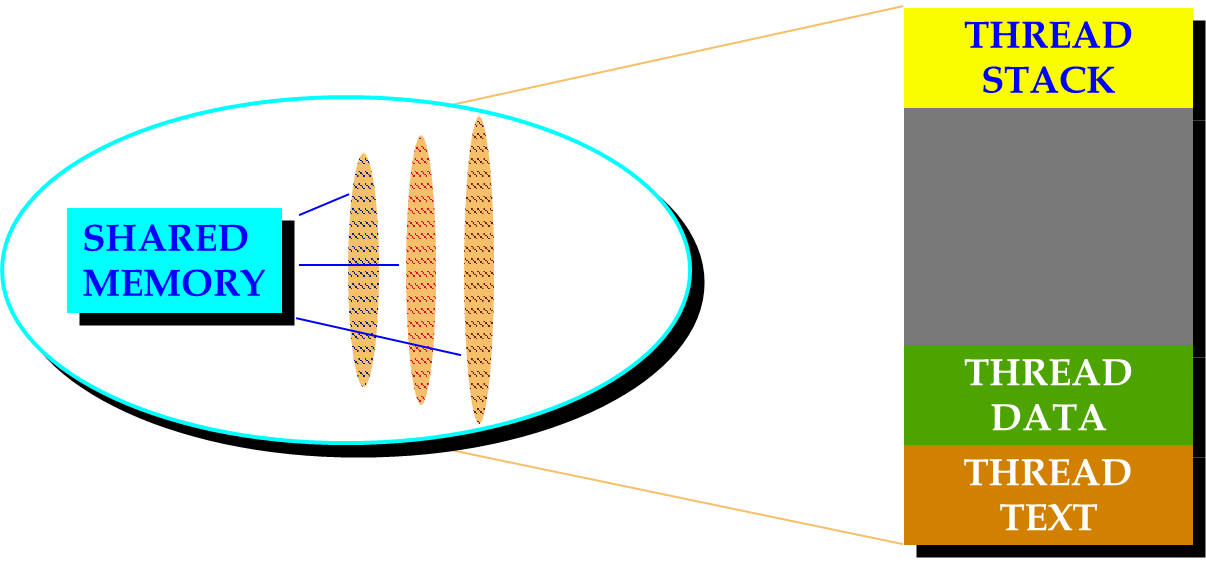 SHARED
MEMORY
THREAD
STACK
THREAD
DATA
THREAD
TEXT